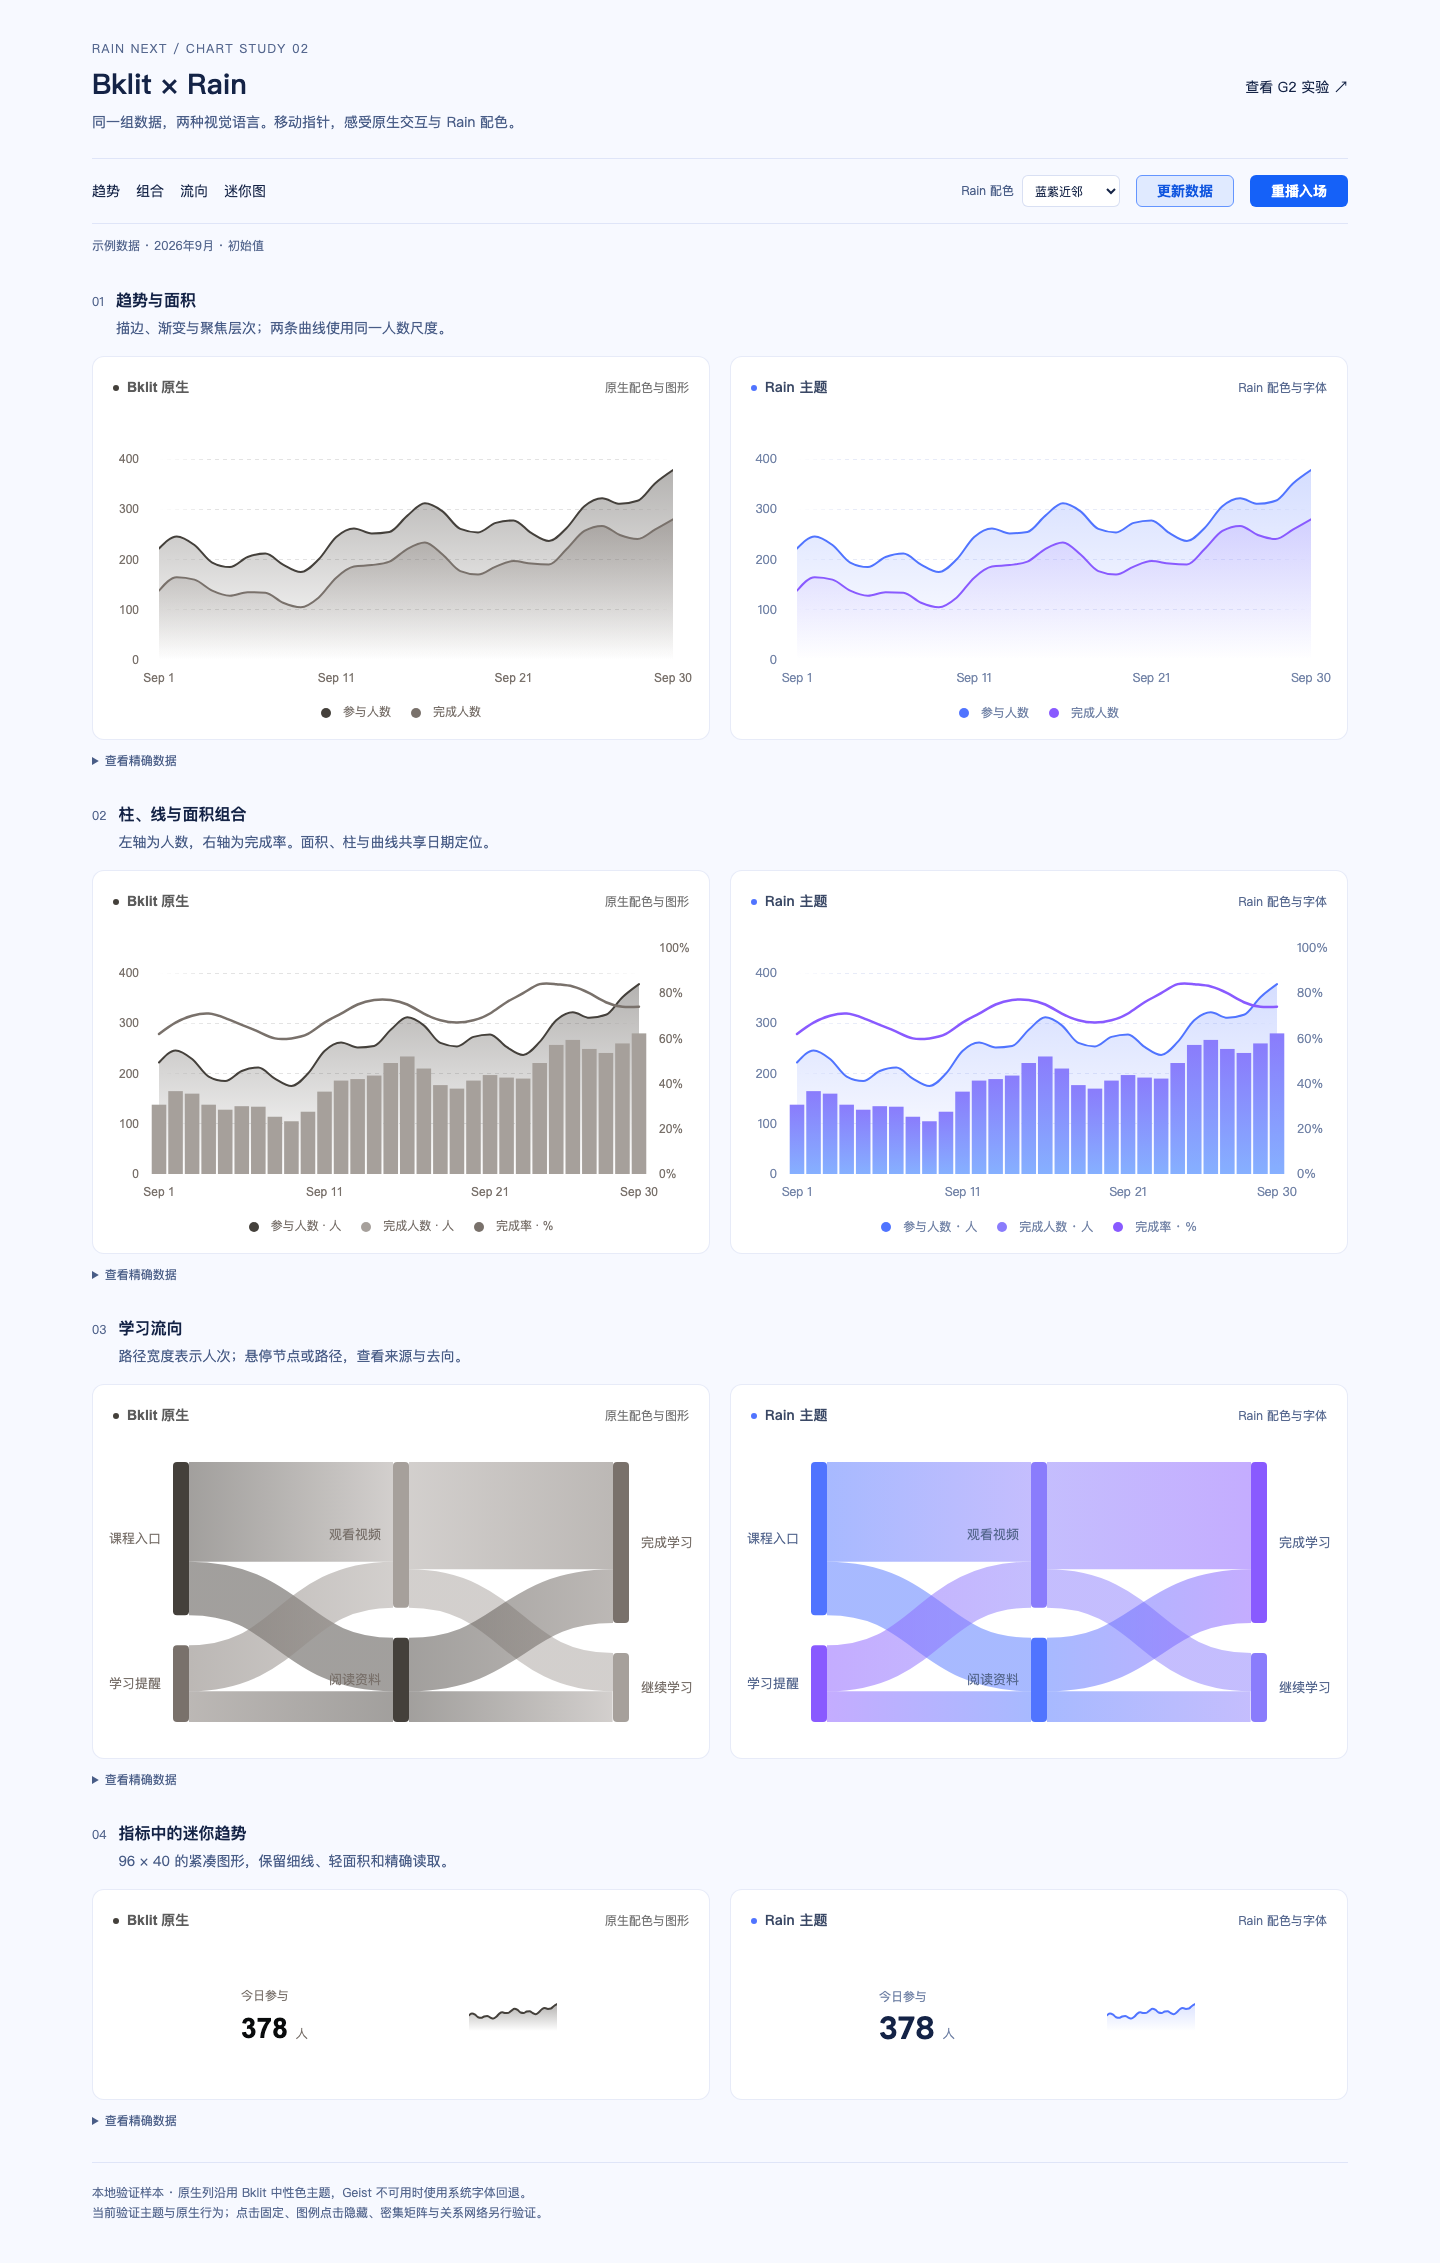 RAIN NEXT / CHART STUDY 02
Bklit × Rain
查看 G2 实验 ↗
同一组数据，两种视觉语言。移动指针，感受原生交互与 Rain 配色。
趋势 组合 流向 迷你图
Rain 配色 蓝紫近邻 更新数据 重播入场
示例数据 · 2026年9月 · 初始值
01 趋势与面积
描边、渐变与聚焦层次；两条曲线使用同一人数尺度。
Bklit 原生 原生配色与图形
400
300
200
100
0
Sep 1 Sep 11 Sep 21 Sep 30
参与人数 完成人数
Rain 主题 Rain 配色与字体
400
300
200
100
0
Sep 1 Sep 11 Sep 21 Sep 30
参与人数 完成人数
▶ 查看精确数据
02 柱、线与面积组合
左轴为人数，右轴为完成率。面积、柱与曲线共享日期定位。
Bklit 原生 原生配色与图形
100%
400
80%
300
60%
200
40%
100
20%
0
0%
Sep 1 Sep 11 Sep 21 Sep 30
参与人数 · 人 完成人数 · 人 完成率 · %
Rain 主题 Rain 配色与字体
100%
400
80%
300
60%
200
40%
100
20%
0
0%
Sep 1 Sep 11 Sep 21 Sep 30
参与人数 · 人 完成人数 · 人 完成率 · %
▶ 查看精确数据
03 学习流向
路径宽度表示人次；悬停节点或路径，查看来源与去向。
Bklit 原生 原生配色与图形
观看视频
课程入口
完成学习
阅读资料
学习提醒
继续学习
Rain 主题 Rain 配色与字体
观看视频
课程入口
完成学习
阅读资料
学习提醒
继续学习
▶ 查看精确数据
04 指标中的迷你趋势
96 × 40 的紧凑图形，保留细线、轻面积和精确读取。
Bklit 原生 原生配色与图形
今日参与
378 人
Rain 主题 Rain 配色与字体
今日参与
378 人
▶ 查看精确数据
本地验证样本 · 原生列沿用 Bklit 中性色主题，Geist 不可用时使用系统字体回退。
当前验证主题与原生行为；点击固定、图例点击隐藏、密集矩阵与关系网络另行验证。